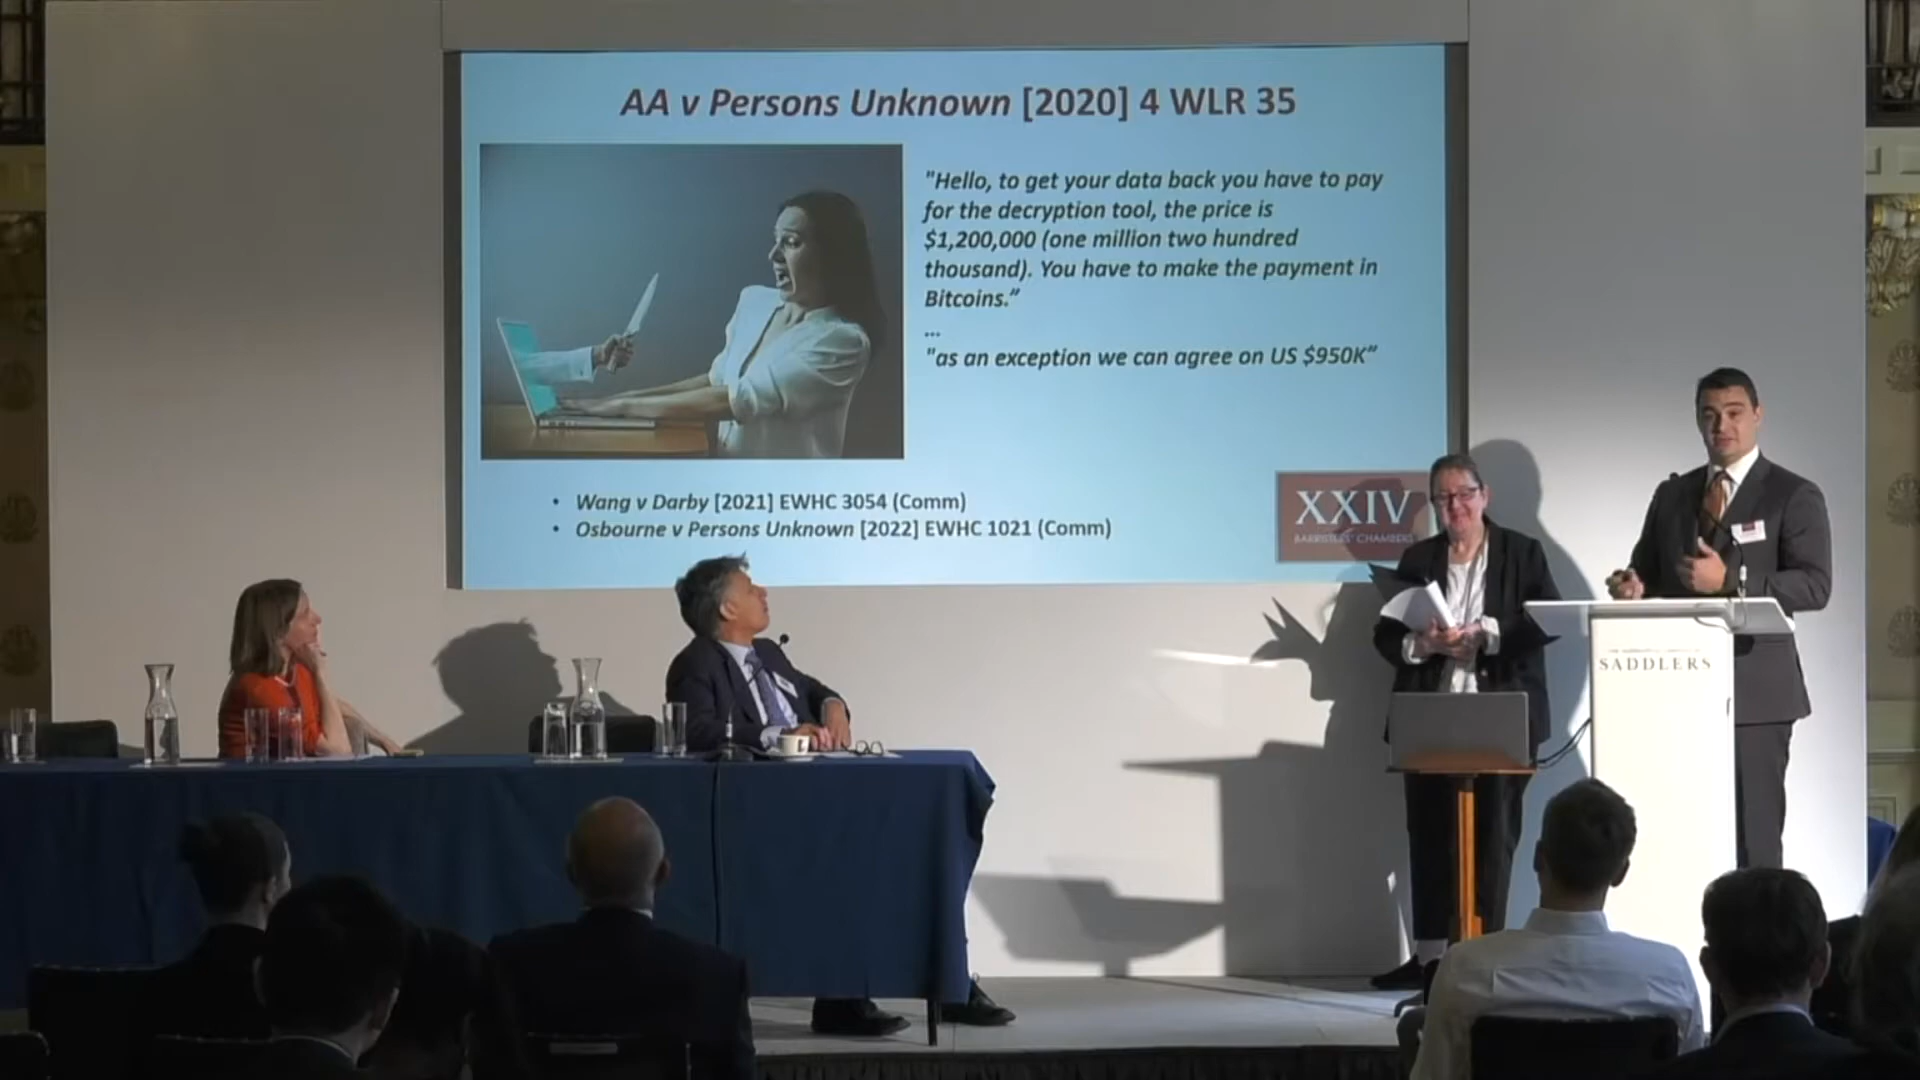 AA v Persons Unknown [2020] 4 WLR 35
"Hello, to get your data back you have to pay
for the decryption tool, the price is
$1,200,000 (one million two hundred
thousand). You have to make the payment in
Bitcoins.”
...
"as an exception we can agree on US $950K”
• Wang v Darby [2021] EWHC 3054 (Comm)
• Osbourne v Persons Unknown [2022] EWHC 1021 (Comm)
XXIV
BARRISTERS' CHAMBERS
SADDLERS